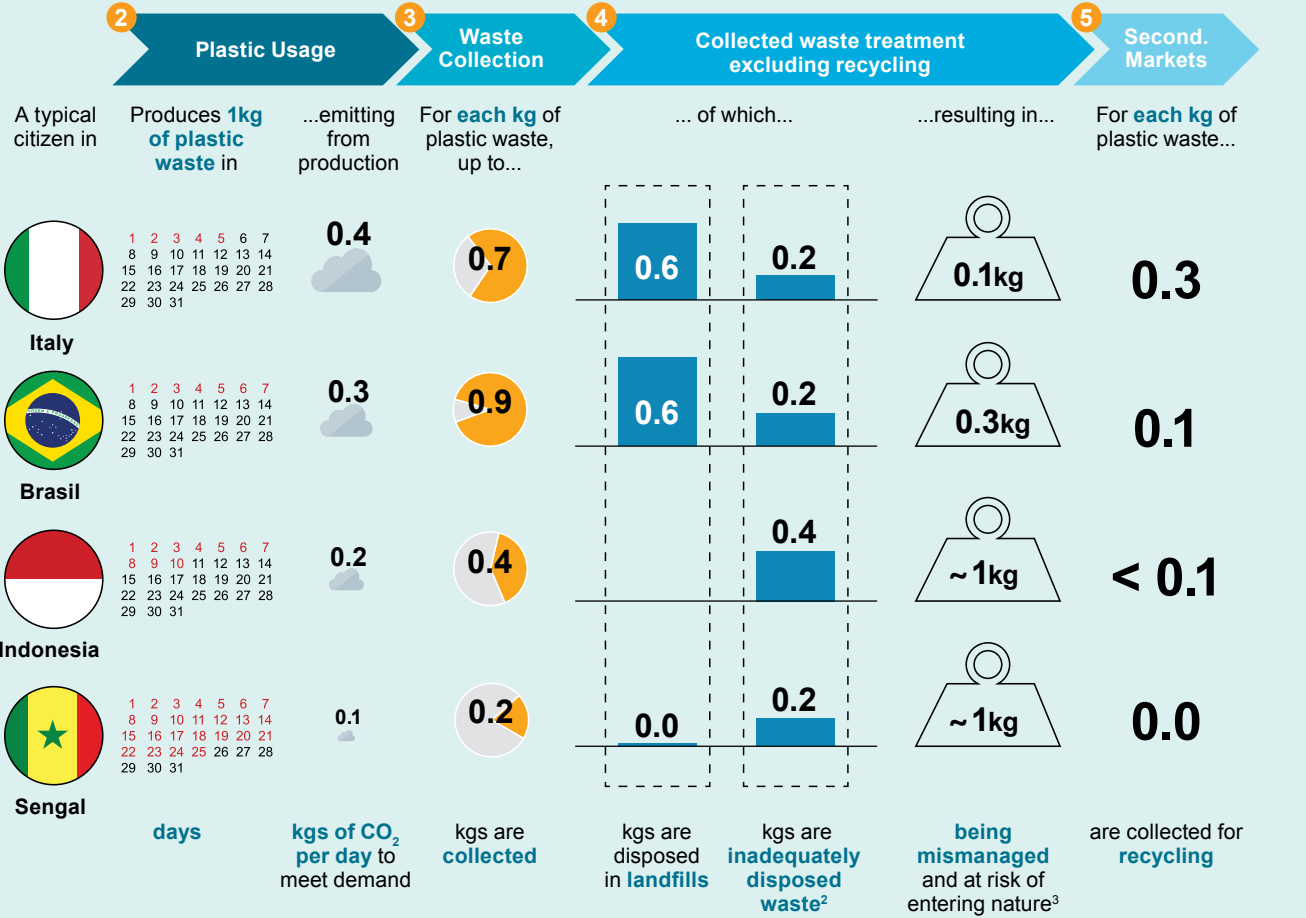 2
Plastic Usage
3
Waste
Collection
4
Collected waste treatment
excluding recycling
5
Second.
Markets
A typical
citizen in
Produces 1kg
of plastic
waste in
...emitting
from
production
For each kg of
plastic waste,
up to...
... of which...
...resulting in...
For each kg of
plastic waste...
1 2 3 4 5 6 7
8 9 10 11 12 13 14
15 16 17 18 19 20 21
22 23 24 25 26 27 28
29 30 31
0.4
0.7
0.6
0.2
0.1kg
0.3
Italy
1 2 3 4 5 6 7
8 9 10 11 12 13 14
15 16 17 18 19 20 21
22 23 24 25 26 27 28
29 30 31
0.3
0.9
0.6
0.2
0.3kg
0.1
Brasil
1 2 3 4 5 6 7
8 9 10 11 12 13 14
15 16 17 18 19 20 21
22 23 24 25 26 27 28
29 30 31
0.2
0.4
0.4
~ 1kg
< 0.1
Indonesia
1 2 3 4 5 6 7
8 9 10 11 12 13 14
15 16 17 18 19 20 21
22 23 24 25 26 27 28
29 30 31
0.1
0.2
0.0
0.2
~ 1kg
0.0
Sengal
days
kgs of CO₂
per day to
meet demand
kgs are
collected
kgs are
disposed
in landfills
kgs are
inadequately
disposed
waste²
being
mismanaged
and at risk of
entering nature³
are collected for
recycling